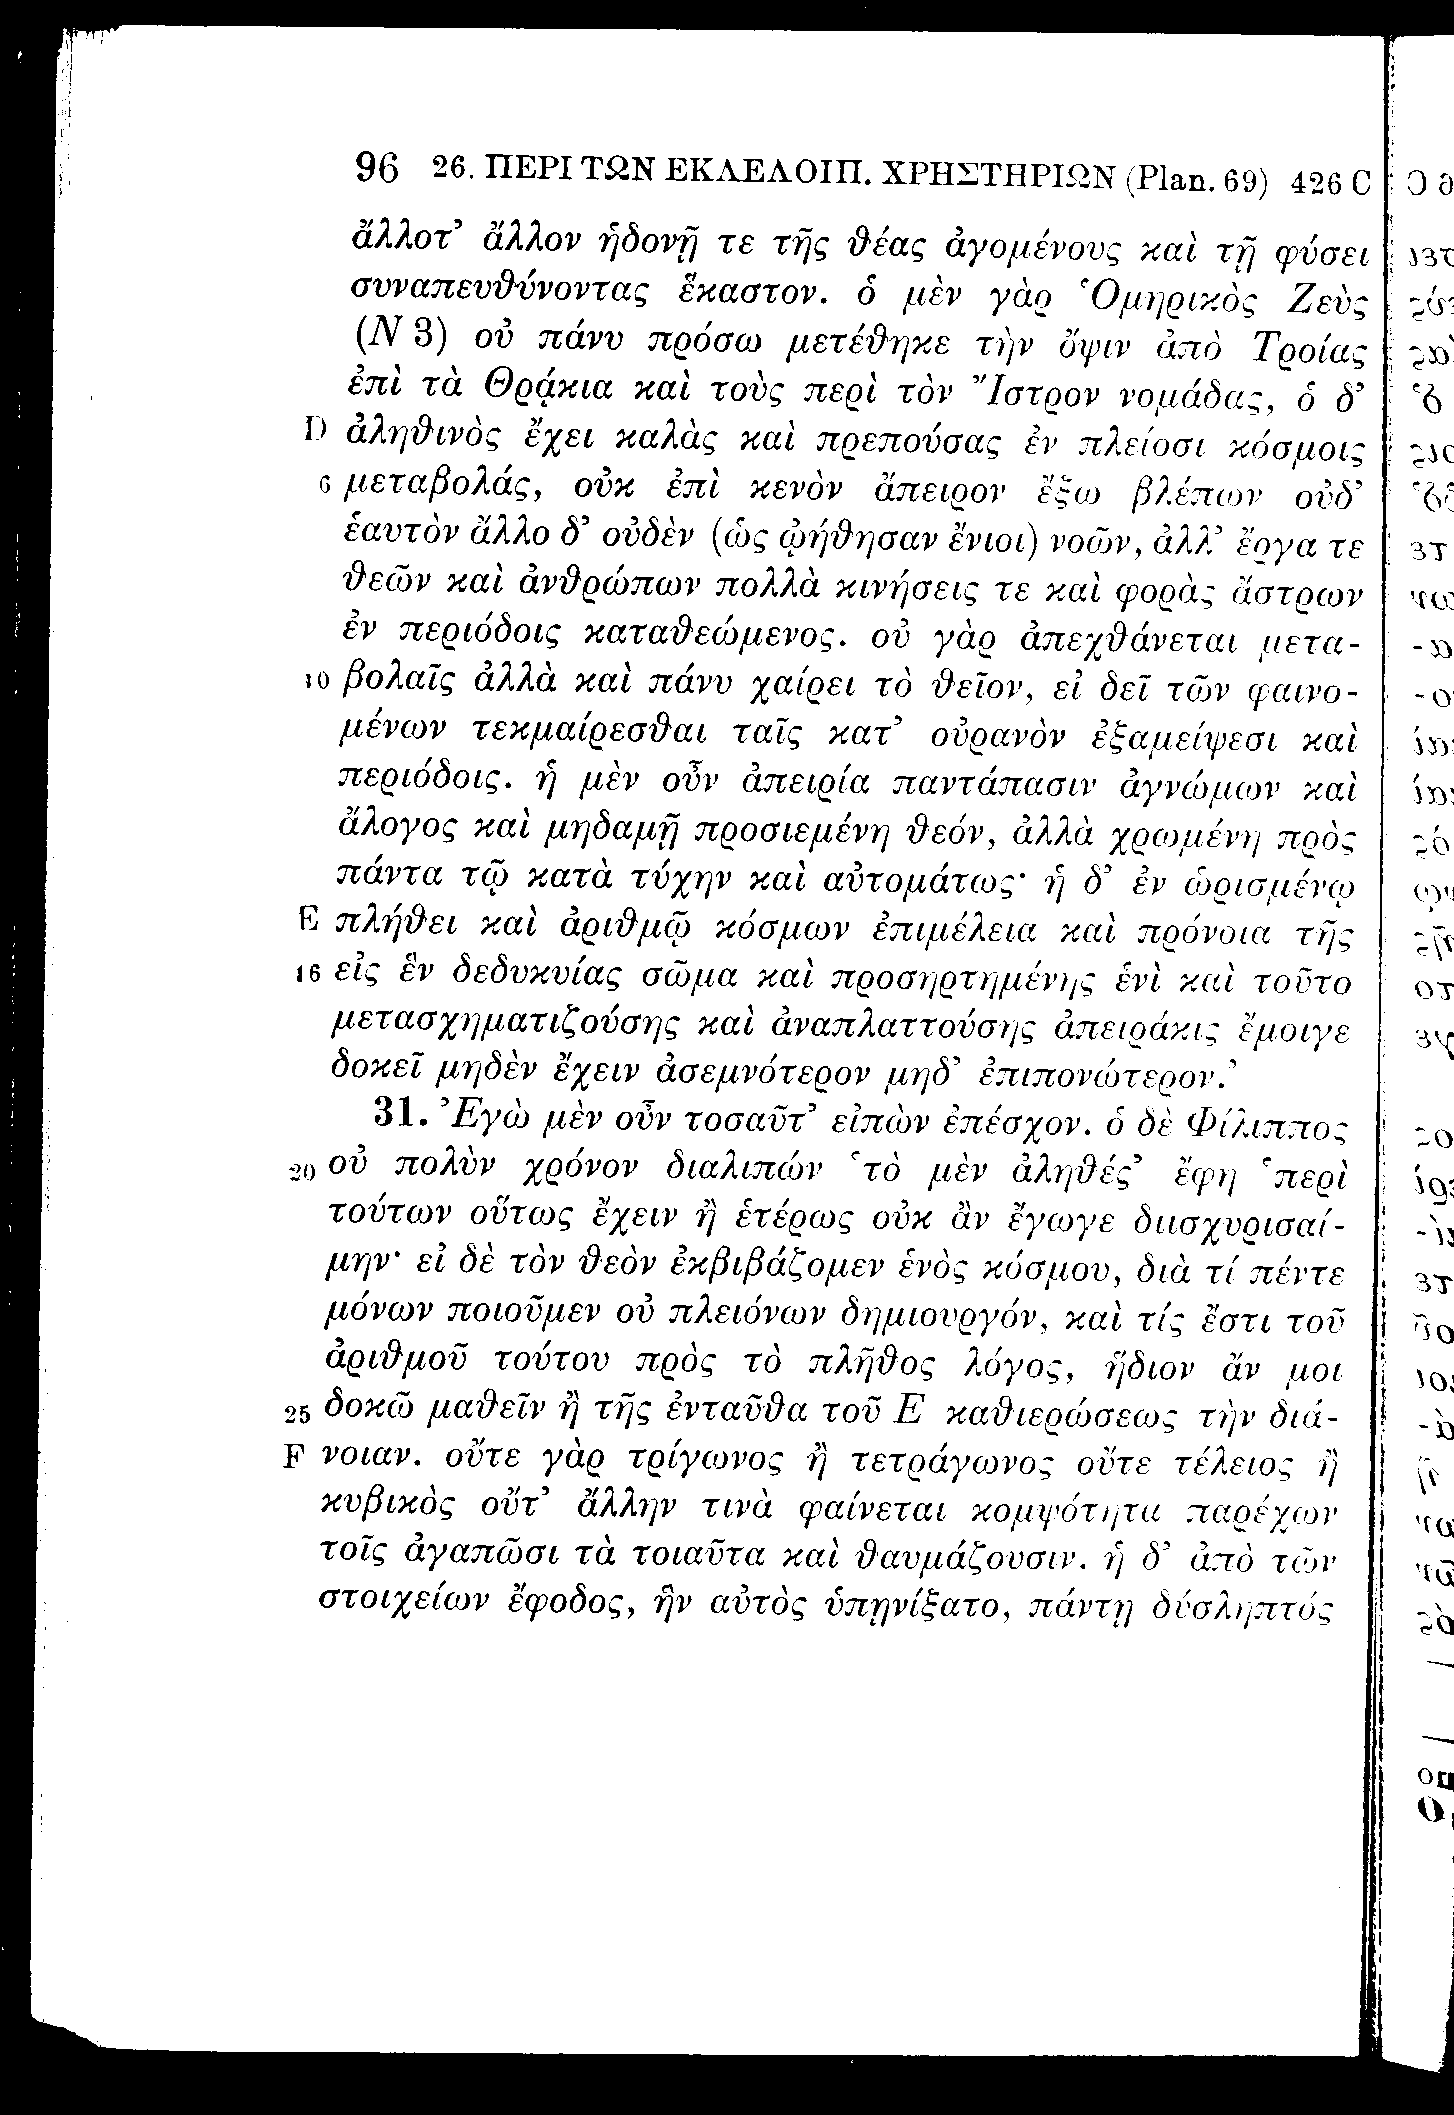 96 26. ΠΕΡΙ ΤΩΝ ΕΚΛΕΛΟΙΠ. ΧΡΗΣΤΗΡΙΩΝ (Plan. 69) 426 C
ἄλλοτ’ ἄλλον ἡδονῇ τε τῆς θέας ἀγομένους καὶ τῇ φύσει
συναπευθύνοντας ἕκαστον. ὁ μὲν γὰρ Ὁμηρικὸς Ζεὺς
(N 3) οὐ πάνυ πρόσω μετέθηκε τὴν ὄψιν ἀπὸ Τροίας
ἐπὶ τὰ Θρᾴκια καὶ τοὺς περὶ τὸν Ἴστρον νομάδας, ὁ δ’
D ἀληθινὸς ἔχει καλὰς καὶ πρεπούσας ἐν πλείοσι κόσμοις
6 μεταβολάς, οὐκ ἐπὶ κενὸν ἄπειρον ἔξω βλέπων οὐδ’
ἑαυτὸν ἄλλο δ’ οὐδὲν (ὡς ᾠήθησαν ἔνιοι) νοῶν, ἀλλ’ ἔργα τε
θεῶν καὶ ἀνθρώπων πολλὰ κινήσεις τε καὶ φορὰς ἄστρων
ἐν περιόδοις καταθεώμενος. οὐ γὰρ ἀπεχθάνεται μετα-
10 βολαῖς ἀλλὰ καὶ πάνυ χαίρει τὸ θεῖον, εἰ δεῖ τῶν φαινο-
μένων τεκμαίρεσθαι ταῖς κατ’ οὐρανὸν ἐξαμείψεσι καὶ
περιόδοις. ἡ μὲν οὖν ἀπειρία παντάπασιν ἀγνώμων καὶ
ἄλογος καὶ μηδαμῇ προσιεμένη θεόν, ἀλλὰ χρωμένη πρὸς
πάντα τῷ κατὰ τύχην καὶ αὐτομάτως· ἡ δ’ ἐν ὡρισμένῳ
E πλήθει καὶ ἀριθμῷ κόσμων ἐπιμέλεια καὶ πρόνοια τῆς
16 εἰς ἓν δεδυκυίας σῶμα καὶ προσηρτημένης ἑνὶ καὶ τοῦτο
μετασχηματιζούσης καὶ ἀναπλαττούσης ἀπειράκις ἔμοιγε
δοκεῖ μηδὲν ἔχειν ἀσεμνότερον μηδ’ ἐπιπονώτερον.’
31. Ἐγὼ μὲν οὖν τοσαῦτ’ εἰπὼν ἐπέσχον. ὁ δὲ Φίλιππος
20 οὐ πολὺν χρόνον διαλιπών ‘τὸ μὲν ἀληθές’ ἔφη ‘περὶ
τούτων οὕτως ἔχειν ἢ ἑτέρως οὐκ ἂν ἔγωγε διισχυρισαί-
μην· εἰ δὲ τὸν θεὸν ἐκβιβάζομεν ἑνὸς κόσμου, διὰ τί πέντε
μόνων ποιοῦμεν οὐ πλειόνων δημιουργόν, καὶ τίς ἔστι τοῦ
ἀριθμοῦ τούτου πρὸς τὸ πλῆθος λόγος, ἥδιον ἄν μοι
25 δοκῶ μαθεῖν ἢ τῆς ἐνταῦθα τοῦ Ε καθιερώσεως τὴν διά-
F νοιαν. οὔτε γὰρ τρίγωνος ἢ τετράγωνος οὔτε τέλειος ἢ
κυβικὸς οὔτ’ ἄλλην τινὰ φαίνεται κομψότητα παρέχων
τοῖς ἀγαπῶσι τὰ τοιαῦτα καὶ θαυμάζουσιν. ἡ δ’ ἀπὸ τῶν
στοιχείων ἔφοδος, ἣν αὐτὸς ὑπῃνίξατο, πάντῃ δύσληπτός